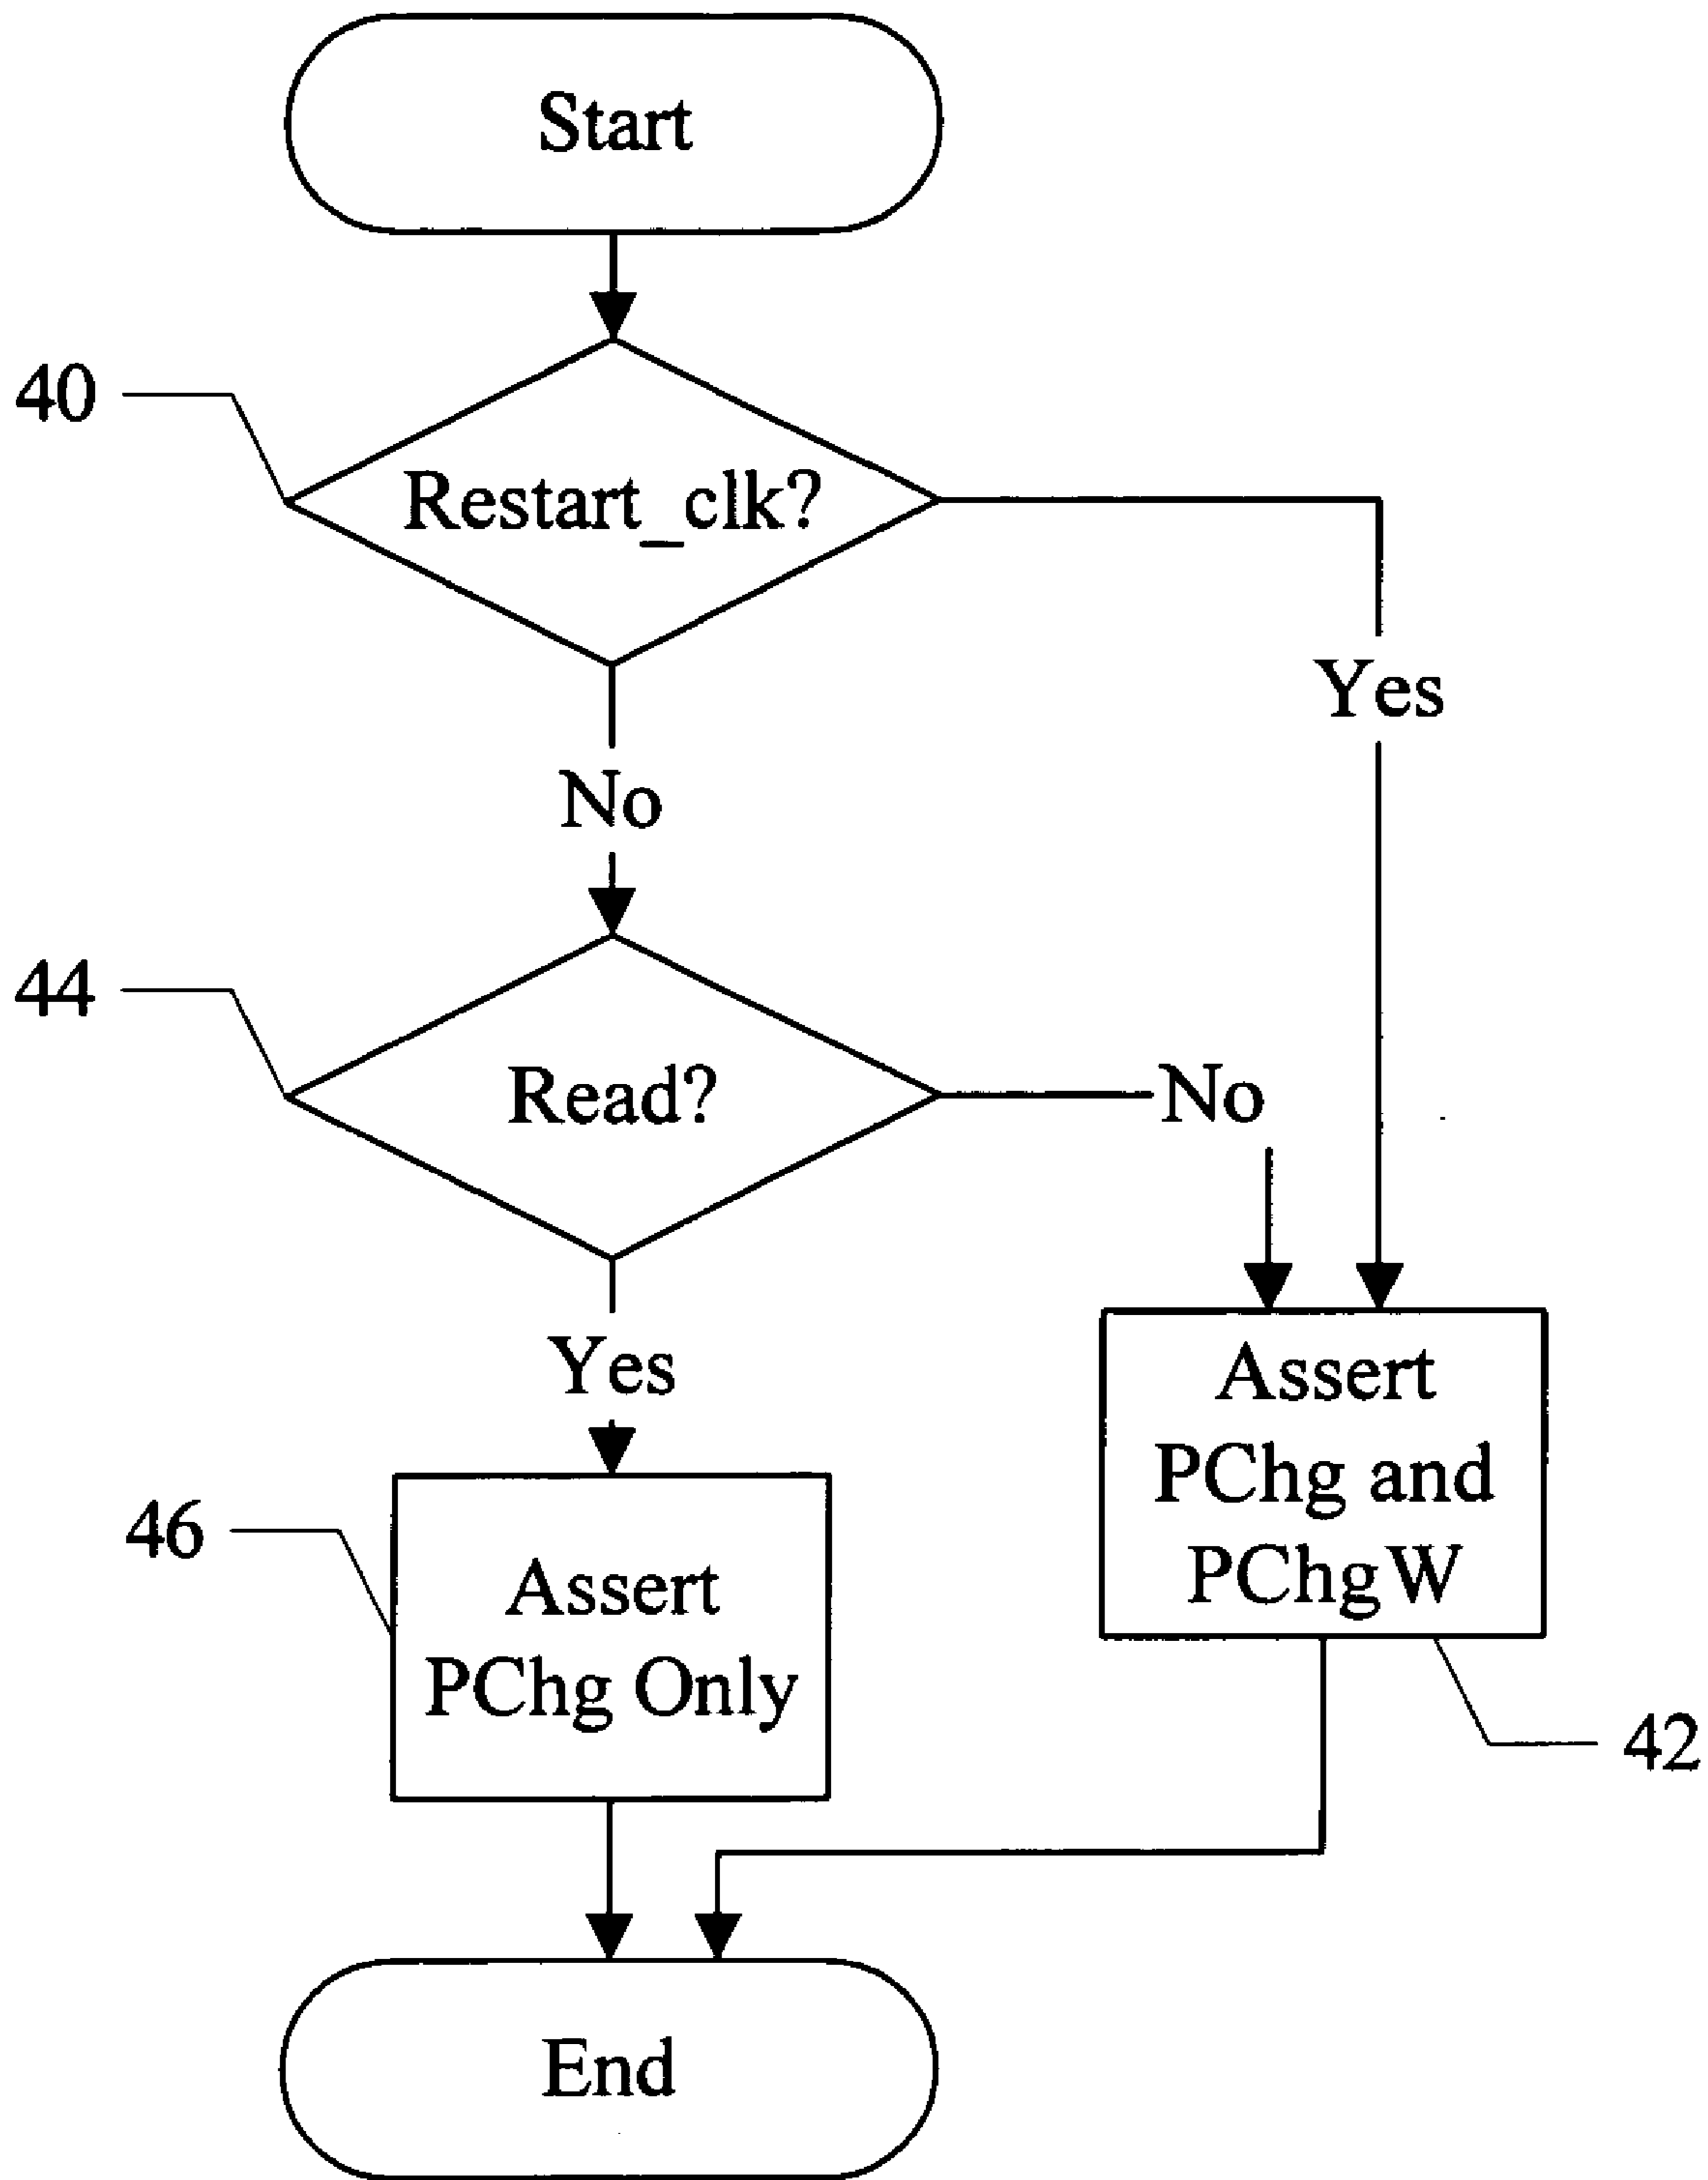 Start
40
Restart_clk?
Yes
No
44
Read?
No
Yes
Assert
PChg and
PChgW
46
Assert
PChg Only
42
End